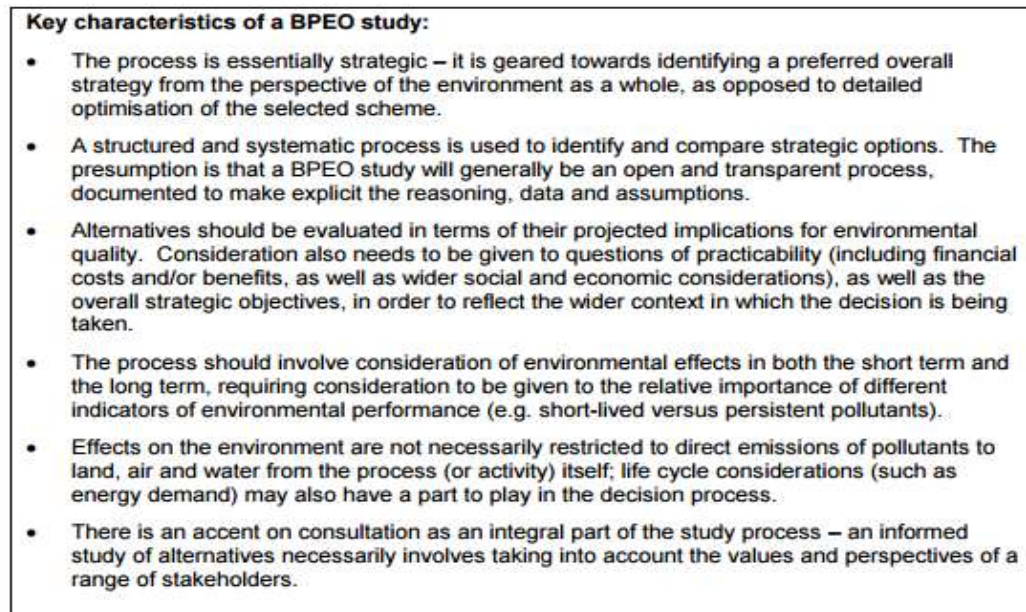 Key characteristics of a BPEO study:
• The process is essentially strategic – it is geared towards identifying a preferred overall
strategy from the perspective of the environment as a whole, as opposed to detailed
optimisation of the selected scheme.
• A structured and systematic process is used to identify and compare strategic options. The
presumption is that a BPEO study will generally be an open and transparent process,
documented to make explicit the reasoning, data and assumptions.
• Alternatives should be evaluated in terms of their projected implications for environmental
quality. Consideration also needs to be given to questions of practicability (including financial
costs and/or benefits, as well as wider social and economic considerations), as well as the
overall strategic objectives, in order to reflect the wider context in which the decision is being
taken.
• The process should involve consideration of environmental effects in both the short term and
the long term, requiring consideration to be given to the relative importance of different
indicators of environmental performance (e.g. short-lived versus persistent pollutants).
• Effects on the environment are not necessarily restricted to direct emissions of pollutants to
land, air and water from the process (or activity) itself; life cycle considerations (such as
energy demand) may also have a part to play in the decision process.
• There is an accent on consultation as an integral part of the study process – an informed
study of alternatives necessarily involves taking into account the values and perspectives of a
range of stakeholders.